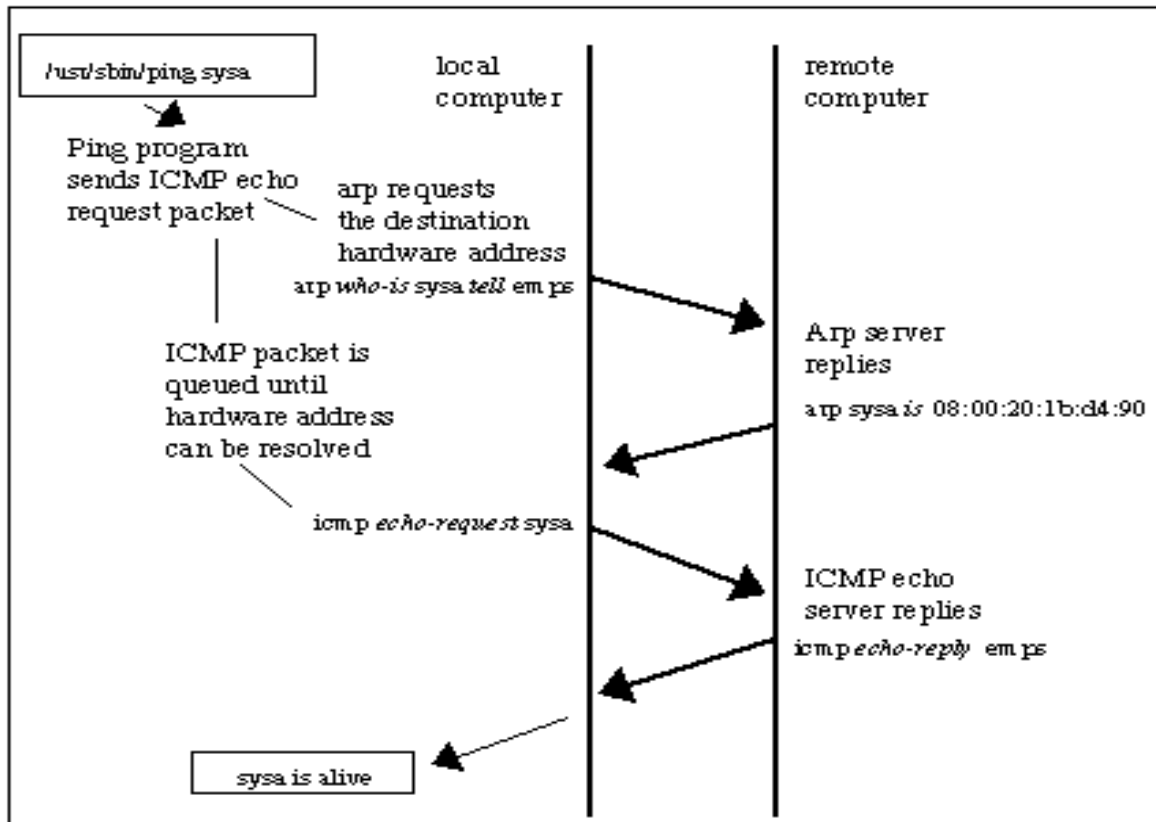 /usr/sbin/ping sysa
local
computer
remote
computer
Ping program
sends ICMP echo
request packet
arp requests
the destination
hardware address
arp who-is sysa tell emps
Arp server
replies
arp sysa is 08:00:20:1b:d4:90
ICMP packet is
queued until
hardware address
can be resolved
icmp echo-request sysa
ICMP echo
server replies
icmp echo-reply emps
sysa is alive